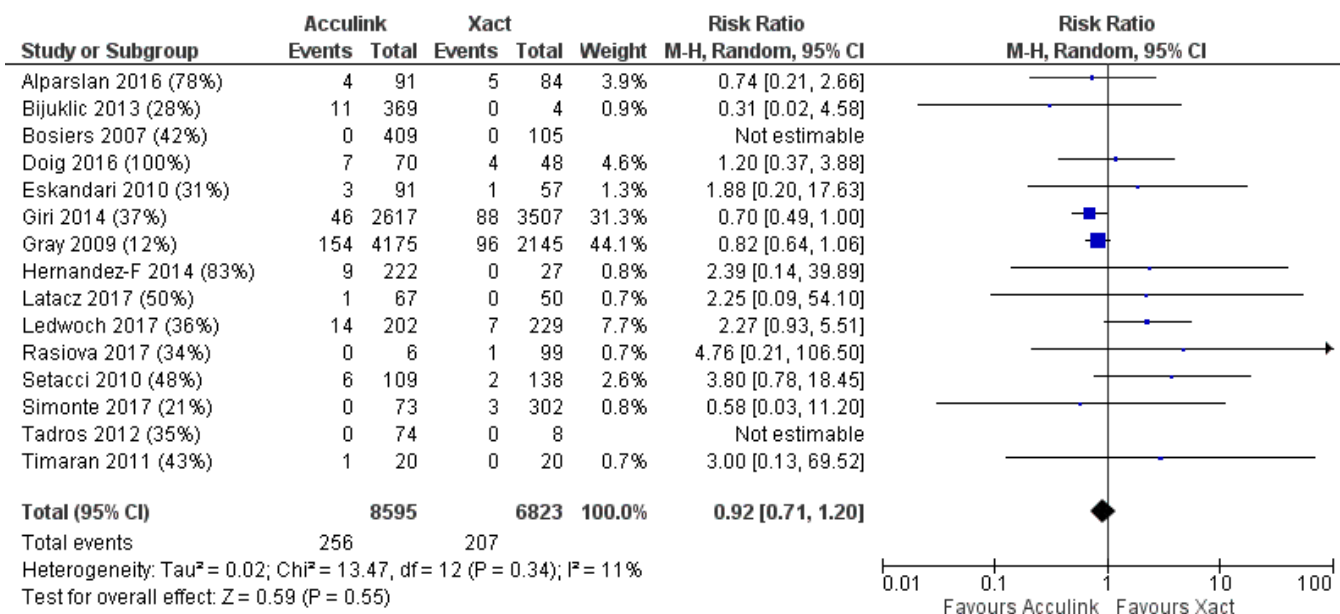 Acculink Xact Risk Ratio Risk Ratio
Study or Subgroup Events Total Events Total Weight M-H, Random, 95% CI M-H, Random, 95% CI
Alparslan 2016 (78%) 4 91 5 84 3.9% 0.74 [0.21, 2.66]
Bijuklic 2013 (28%) 11 369 0 4 0.9% 0.31 [0.02, 4.58]
Bosiers 2007 (42%) 0 409 0 105 Not estimable
Doig 2016 (100%) 7 70 4 48 4.6% 1.20 [0.37, 3.88]
Eskandari 2010 (31%) 3 91 1 57 1.3% 1.88 [0.20, 17.63]
Giri 2014 (37%) 46 2617 88 3507 31.3% 0.70 [0.49, 1.00]
Gray 2009 (12%) 154 4175 96 2145 44.1% 0.82 [0.64, 1.06]
Hernandez-F 2014 (83%) 9 222 0 27 0.8% 2.39 [0.14, 39.89]
Latacz 2017 (50%) 1 67 0 50 0.7% 2.25 [0.09, 54.10]
Ledwoch 2017 (36%) 14 202 7 229 7.7% 2.27 [0.93, 5.51]
Rasiova 2017 (34%) 0 6 1 99 0.7% 4.76 [0.21, 106.50]
Setacci 2010 (48%) 6 109 2 138 2.6% 3.80 [0.78, 18.45]
Simonte 2017 (21%) 0 73 3 302 0.8% 0.58 [0.03, 11.20]
Tadros 2012 (35%) 0 74 0 8 Not estimable
Timaran 2011 (43%) 1 20 0 20 0.7% 3.00 [0.13, 69.52]
Total (95% CI) 8595 6823 100.0% 0.92 [0.71, 1.20]
Total events 256 207
Heterogeneity: Tau² = 0.02; Chi² = 13.47, df = 12 (P = 0.34); I² = 11%
Test for overall effect: Z = 0.59 (P = 0.55)
0.01 0.1 1 10 100
Favours Acculink Favours Xact